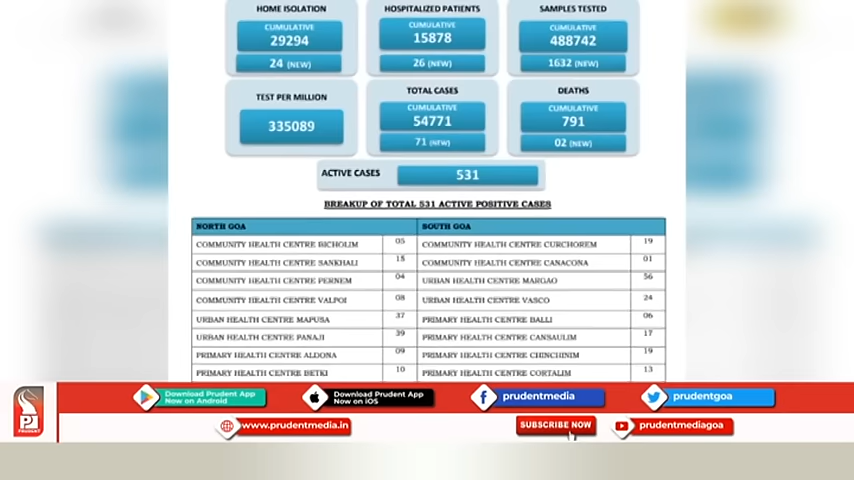 HOME ISOLATION
CUMULATIVE
29294
24 (NEW)
HOSPITALIZED PATIENTS
CUMULATIVE
15878
26 (NEW)
SAMPLES TESTED
CUMULATIVE
488742
1632 (NEW)
TEST PER MILLION
335089
TOTAL CASES
CUMULATIVE
54771
71 (NEW)
DEATHS
CUMULATIVE
791
02 (NEW)
ACTIVE CASES 531
BREAKUP OF TOTAL 531 ACTIVE POSITIVE CASES
NORTH GOA SOUTH GOA
COMMUNITY HEALTH CENTRE BICHOLIM 05 COMMUNITY HEALTH CENTRE CURCHOREM 19
COMMUNITY HEALTH CENTRE SANKHALI 15 COMMUNITY HEALTH CENTRE CANACONA 01
COMMUNITY HEALTH CENTRE PERNEM 04 URBAN HEALTH CENTRE MARGAO 56
COMMUNITY HEALTH CENTRE VALPOI 08 URBAN HEALTH CENTRE VASCO 24
URBAN HEALTH CENTRE MAPUSA 37 PRIMARY HEALTH CENTRE BALLI 06
URBAN HEALTH CENTRE PANAJI 39 PRIMARY HEALTH CENTRE CANSAULIM 17
PRIMARY HEALTH CENTRE ALDONA 09 PRIMARY HEALTH CENTRE CHINCHINIM 19
PRIMARY HEALTH CENTRE BETKI 10 PRIMARY HEALTH CENTRE CORTALIM 13
PRUDENT
Download Prudent App
Now on Android
Download Prudent App
Now on iOS
prudentmedia
prudentgoa
www.prudentmedia.in
SUBSCRIBE NOW
prudentmediagoa